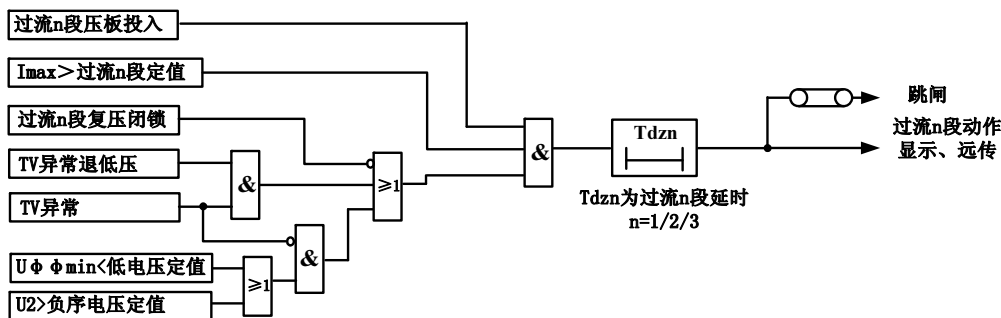 过流n段压板投入
Imax＞过流n段定值
过流n段复压闭锁
TV异常退低压
TV异常
UΦΦmin<低电压定值
U2>负序电压定值
&
&
≥1
≥1
&
Tdzn
Tdzn为过流n段延时
n=1/2/3
跳闸
过流n段动作
显示、远传